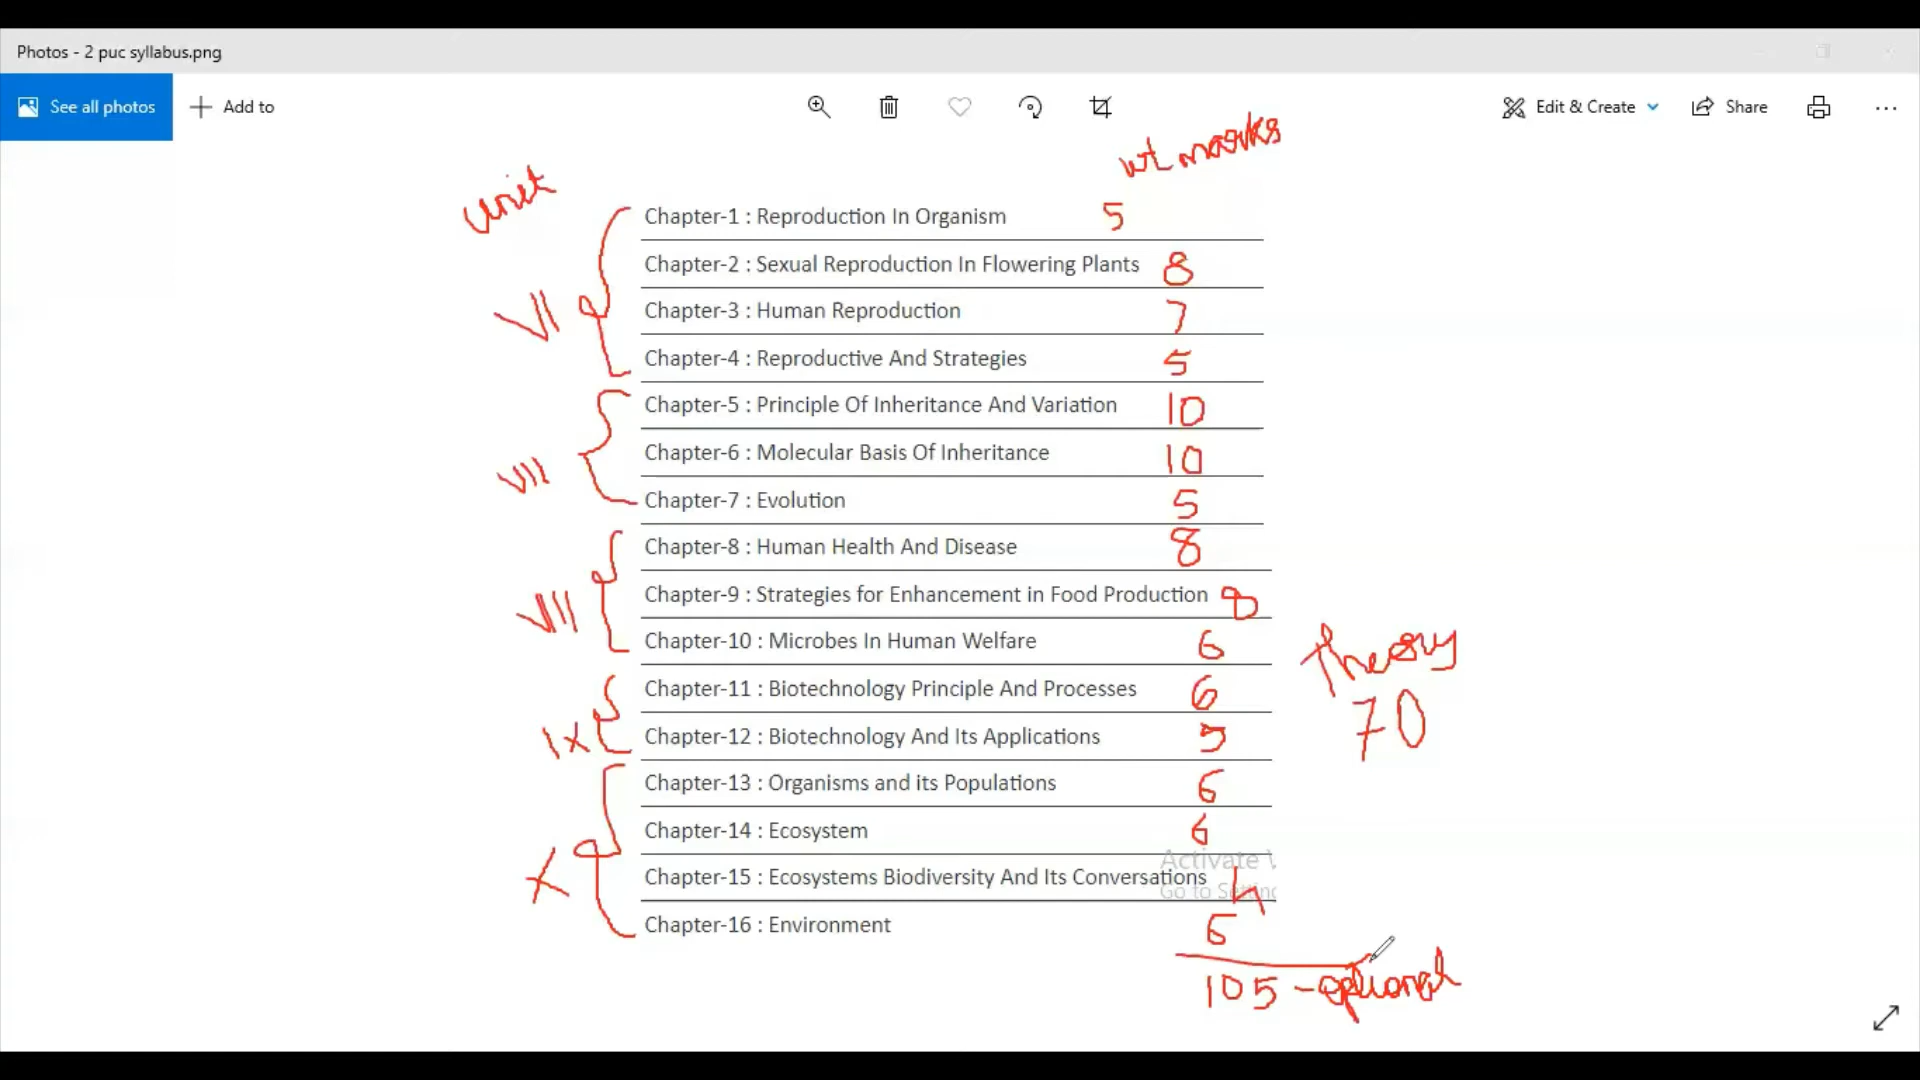 Photos - 2 puc syllabus.png
See all photos
Add to
Edit & Create
Share
wt marks
unit
Chapter-1 : Reproduction In Organism 5
Chapter-2 : Sexual Reproduction In Flowering Plants 8
VI
Chapter-3 : Human Reproduction 7
Chapter-4 : Reproductive And Strategies 5
Chapter-5 : Principle Of Inheritance And Variation 10
Chapter-6 : Molecular Basis Of Inheritance 10
VII
Chapter-7 : Evolution 5
Chapter-8 : Human Health And Disease 8
Chapter-9 : Strategies for Enhancement in Food Production 8
VIII
Chapter-10 : Microbes In Human Welfare 6
Theory
70
Chapter-11 : Biotechnology Principle And Processes 6
IX
Chapter-12 : Biotechnology And Its Applications 5
Chapter-13 : Organisms and its Populations 6
Chapter-14 : Ecosystem 6
Activate
X
Chapter-15 : Ecosystems Biodiversity And Its Conversations 4
Go to Setting
Chapter-16 : Environment 6
105 - optional